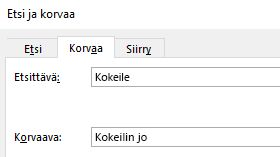 Etsi ja korvaa
Etsi Korvaa Siirry
Etsittävä: Kokeile
Korvaava: Kokeilin jo